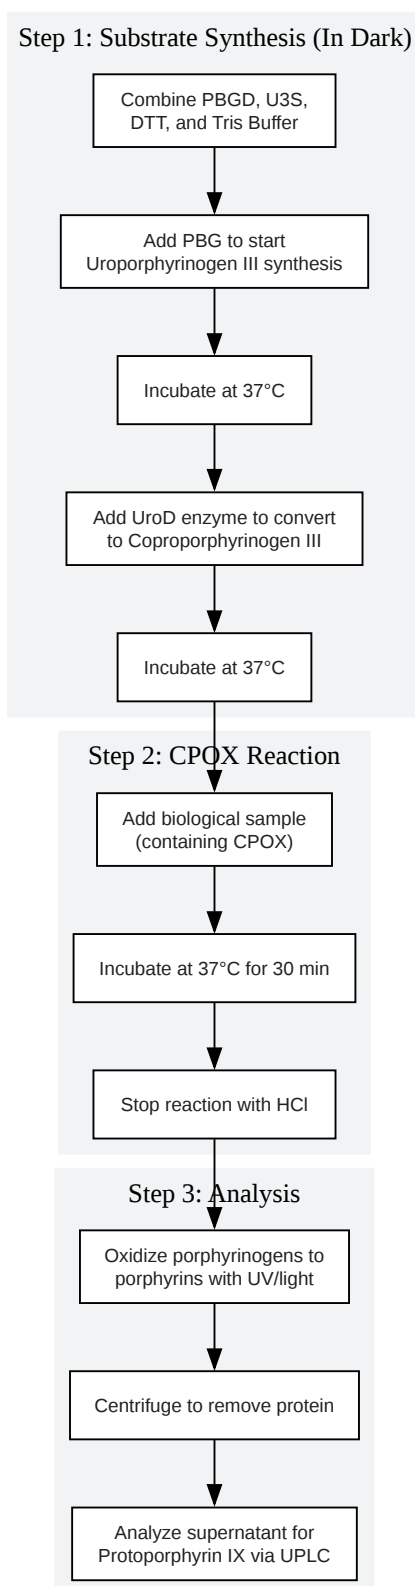 Step 1: Substrate Synthesis (In Dark)
Combine PBGD, U3S,
DTT, and Tris Buffer
Add PBG to start
Uroporphyrinogen III synthesis
Incubate at 37°C
Add UroD enzyme to convert
to Coproporphyrinogen III
Incubate at 37°C
Step 2: CPOX Reaction
Add biological sample
(containing CPOX)
Incubate at 37°C for 30 min
Stop reaction with HCl
Step 3: Analysis
Oxidize porphyrinogens to
porphyrins with UV/light
Centrifuge to remove protein
Analyze supernatant for
Protoporphyrin IX via UPLC